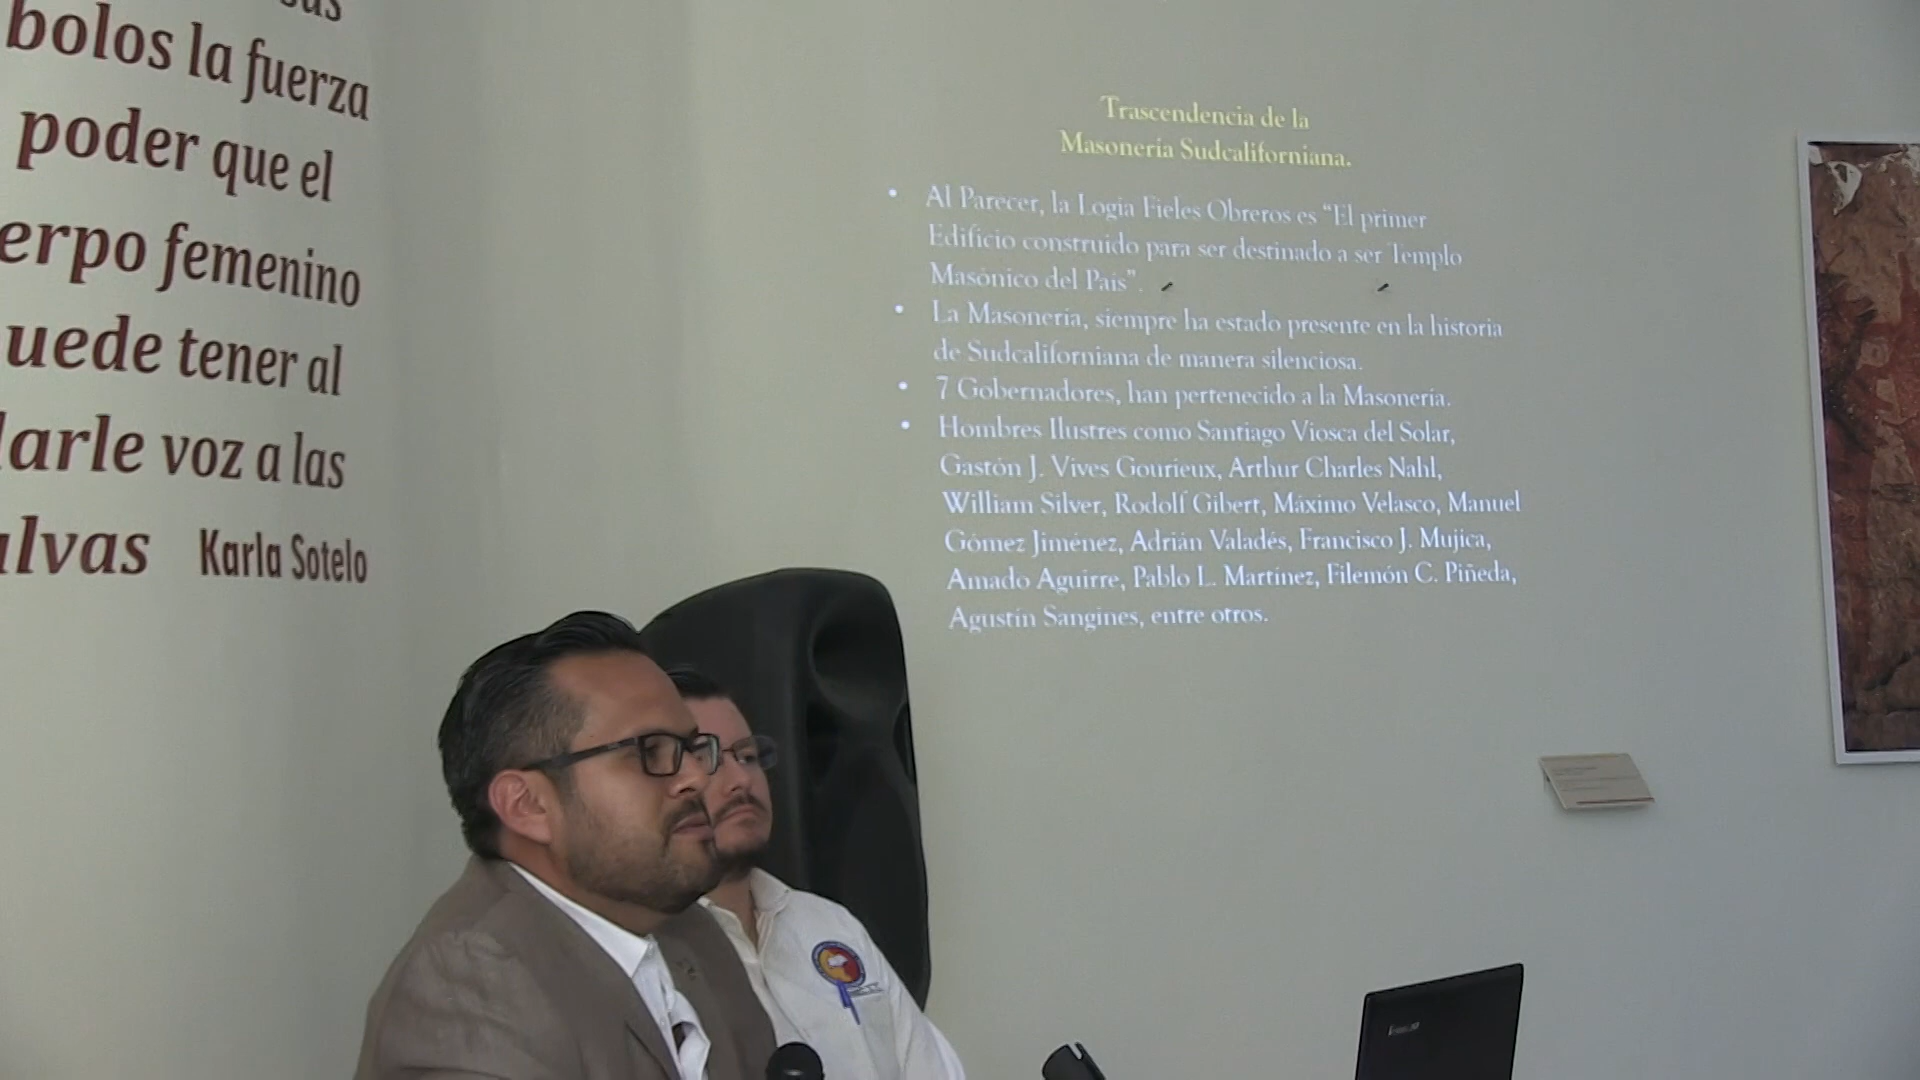 bolos la fuerza
poder que el
erpo femenino
uede tener al
darle voz a las
alvas Karla Sotelo
Trascendencia de la
Masonería Sudcaliforniana.
• Al Parecer, la Logia Fieles Obreros es “El primer
Edificio construido para ser destinado a ser Templo
Masónico del País”.
• La Masonería, siempre ha estado presente en la historia
de Sudcaliforniana de manera silenciosa.
• 7 Gobernadores, han pertenecido a la Masonería.
• Hombres Ilustres como Santiago Viosca del Solar,
Gastón J. Vives Gourieux, Arthur Charles Nahl,
William Silver, Rodolf Gibert, Máximo Velasco, Manuel
Gómez Jiménez, Adrián Valadés, Francisco J. Mujica,
Amado Aguirre, Pablo L. Martínez, Filemón C. Piñeda,
Agustín Sangines, entre otros.